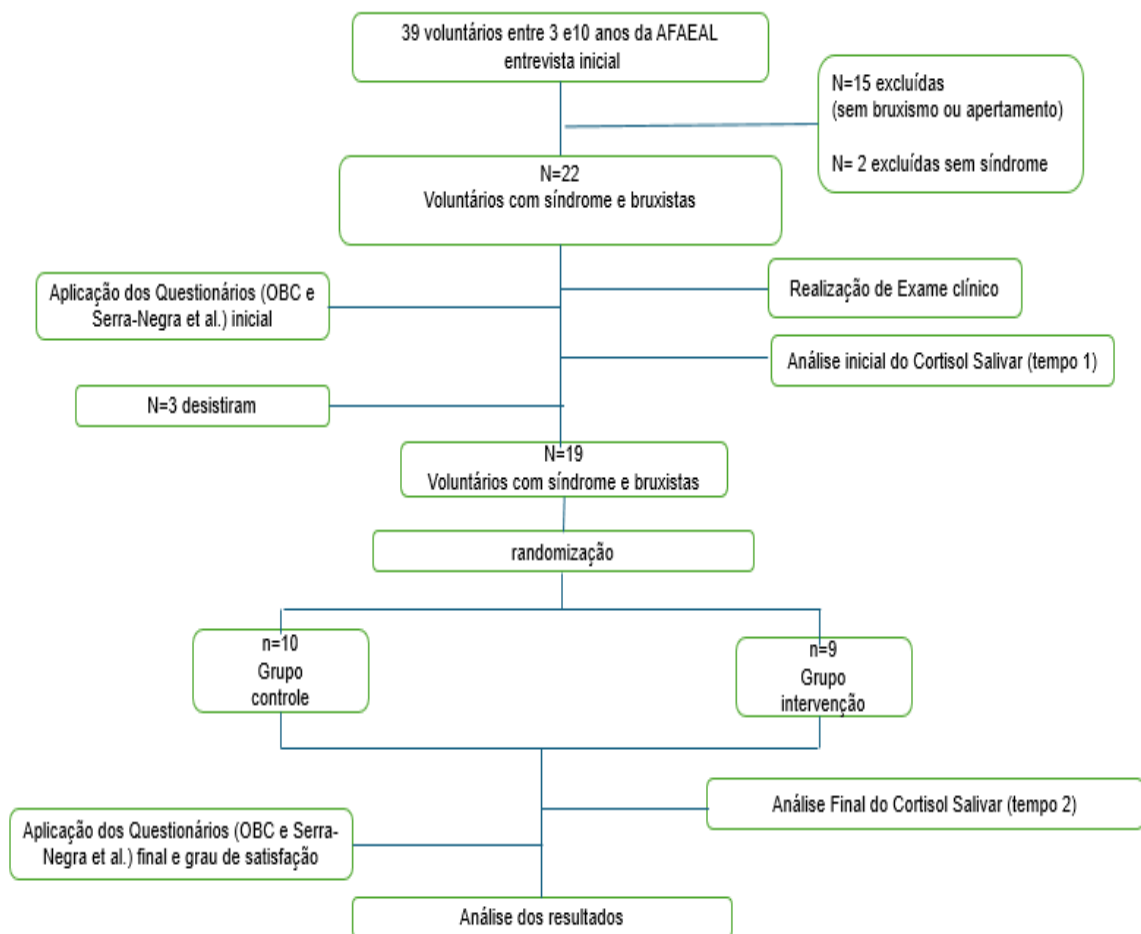 39 voluntários entre 3 e10 anos da AFAEAL
entrevista inicial
N=15 excluídas
(sem bruxismo ou apertamento)
N= 2 excluídas sem síndrome
N=22
Voluntários com síndrome e bruxistas
Aplicação dos Questionários (OBC e
Serra-Negra et al.) inicial
Realização de Exame clínico
Análise inicial do Cortisol Salivar (tempo 1)
N=3 desistiram
N=19
Voluntários com síndrome e bruxistas
randomização
n=10
Grupo
controle
n=9
Grupo
intervenção
Análise Final do Cortisol Salivar (tempo 2)
Aplicação dos Questionários (OBC e Serra-
Negra et al.) final e grau de satisfação
Análise dos resultados